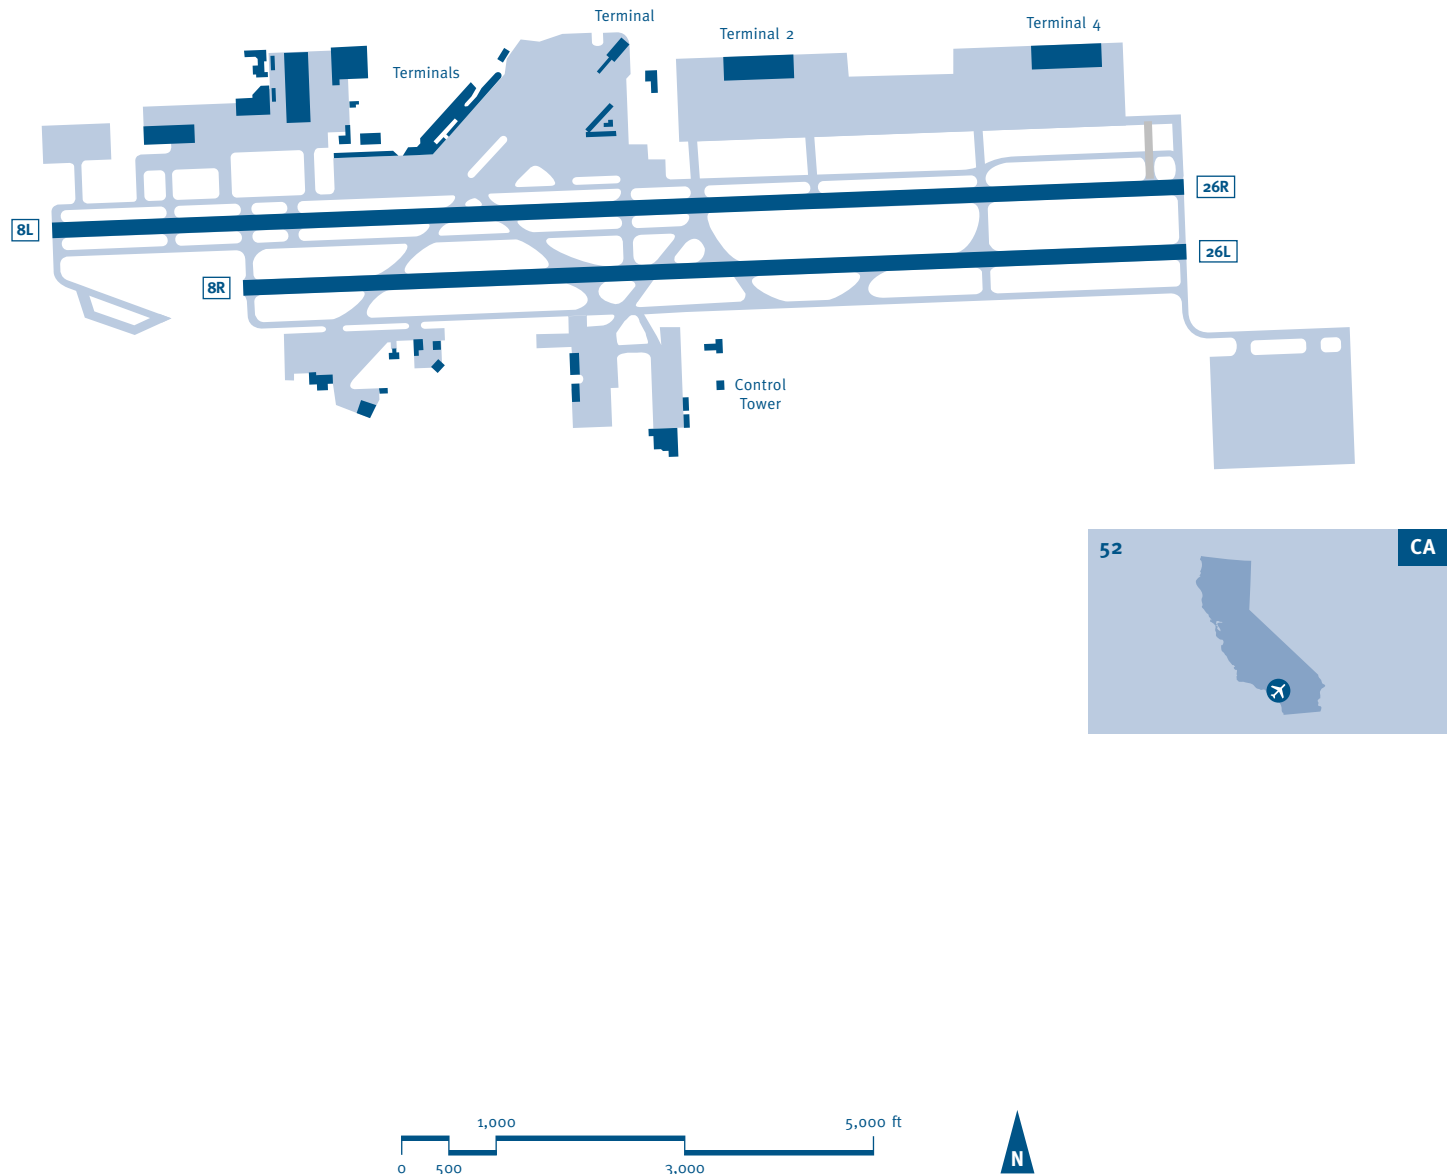 Terminal
Terminal 2
Terminal 4
Terminals
26R
8L
26L
8R
Control
Tower
52
CA
1,000
5,000 ft
0
500
3,000
N